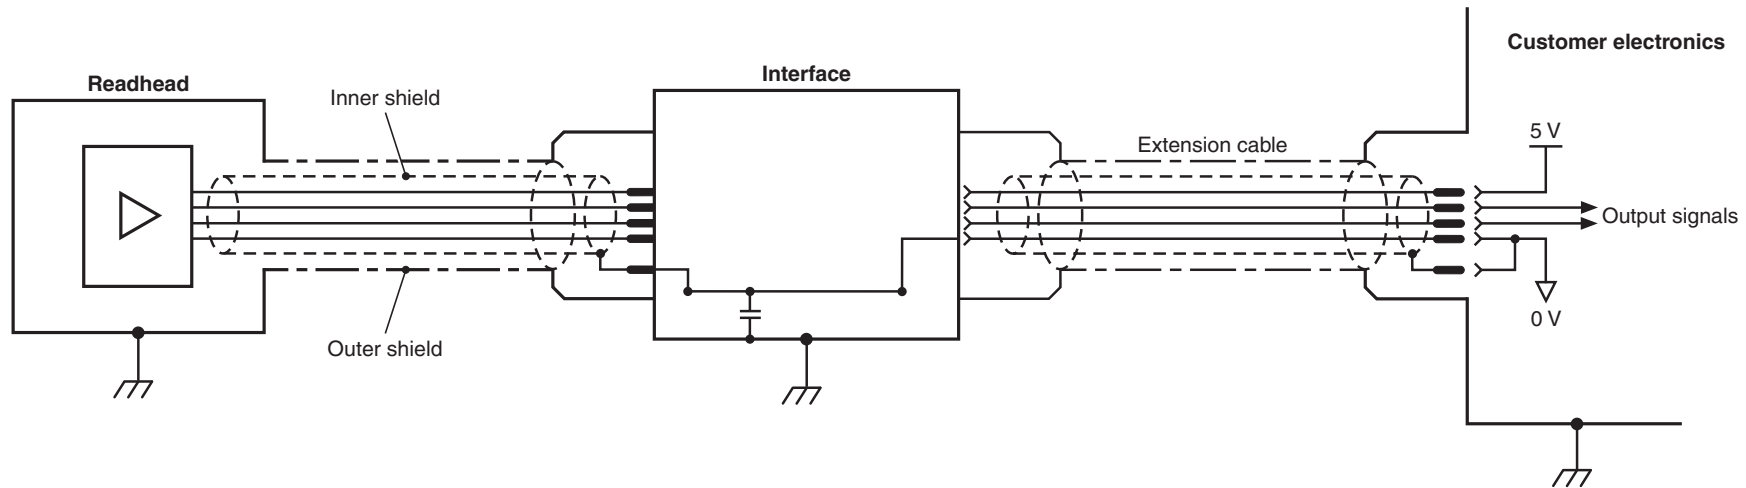 Customer electronics
Interface
Readhead
Inner shield
5 V
Extension cable
Output signals
0 V
Outer shield